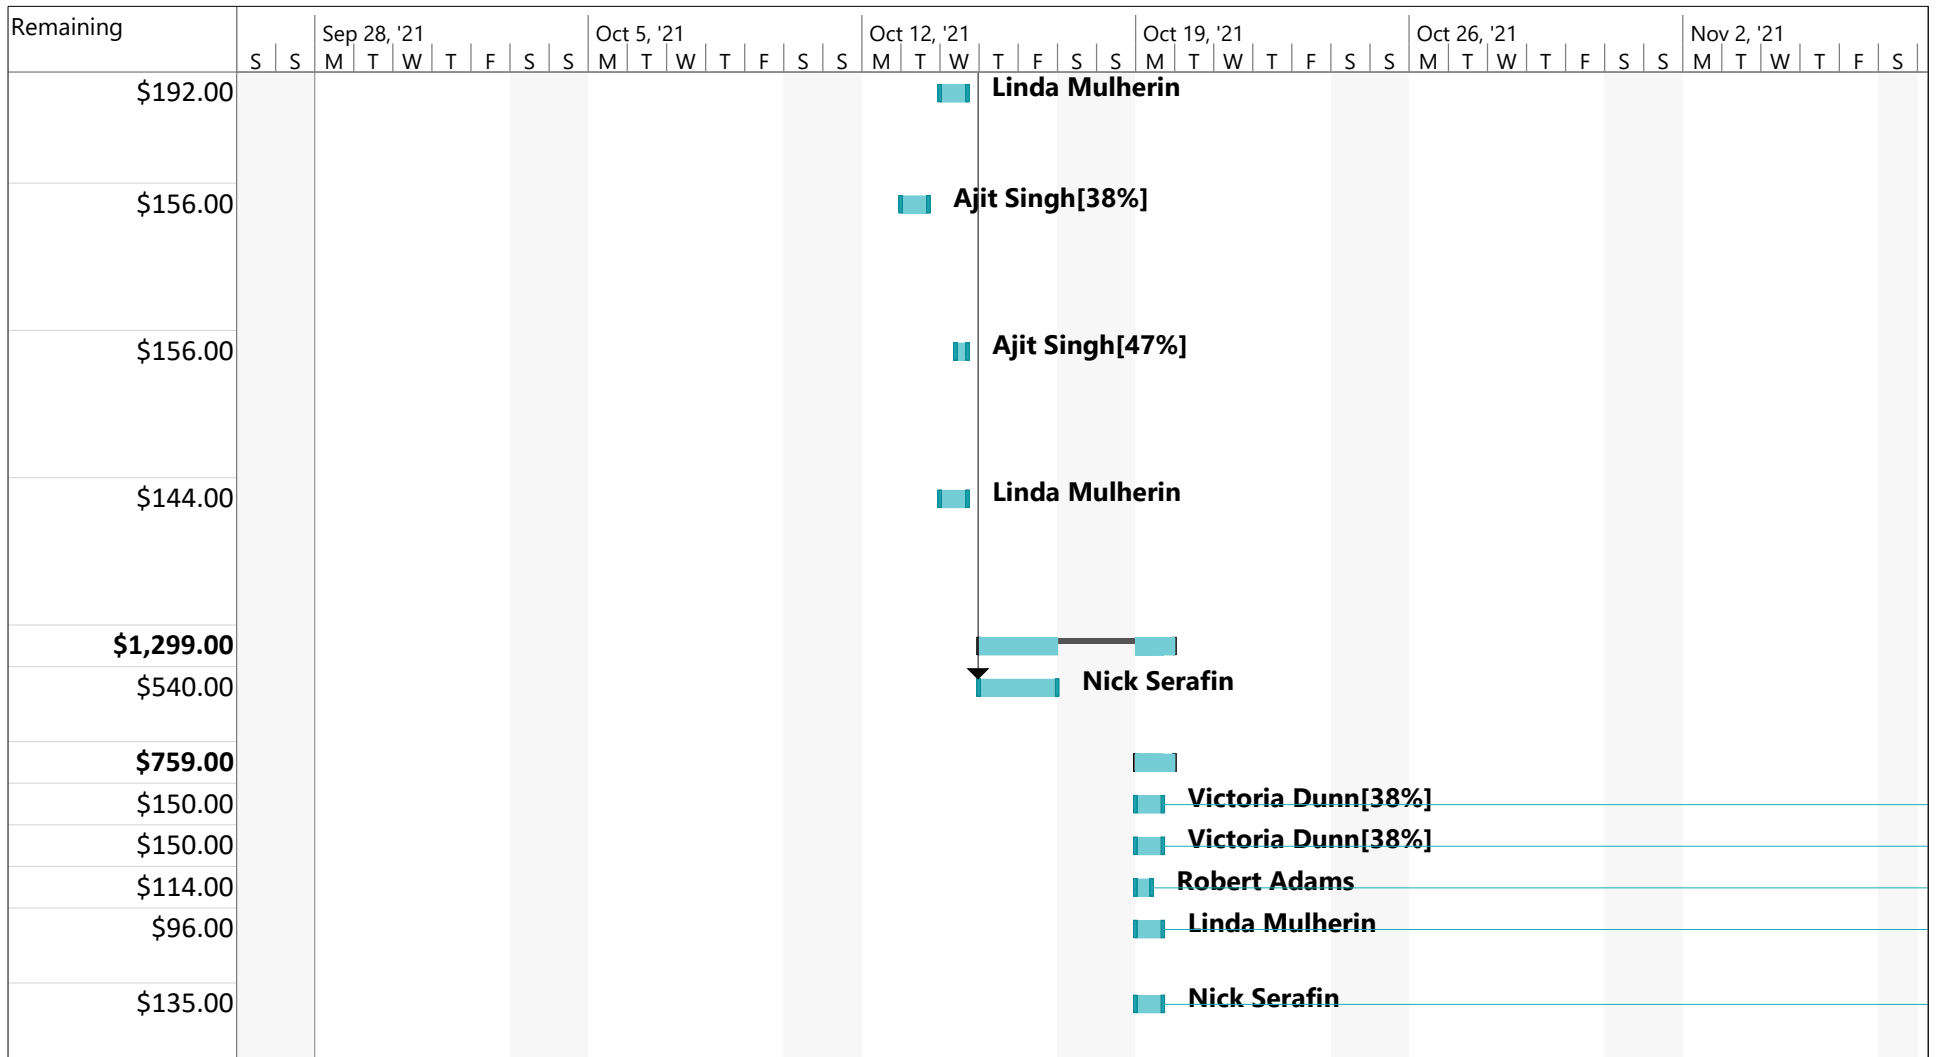 Remaining
Sep 28, '21 Oct 5, '21 Oct 12, '21 Oct 19, '21 Oct 26, '21 Nov 2, '21
S S M T W T F S S M T W T F S S M T W T F S S M T W T F S S M T W T F S S M T W T F S
$192.00 Linda Mulherin
$156.00 Ajit Singh[38%]
$156.00 Ajit Singh[47%]
$144.00 Linda Mulherin
$1,299.00
$540.00 Nick Serafin
$759.00
$150.00 Victoria Dunn[38%]
$150.00 Victoria Dunn[38%]
$114.00 Robert Adams
$96.00 Linda Mulherin
$135.00 Nick Serafin